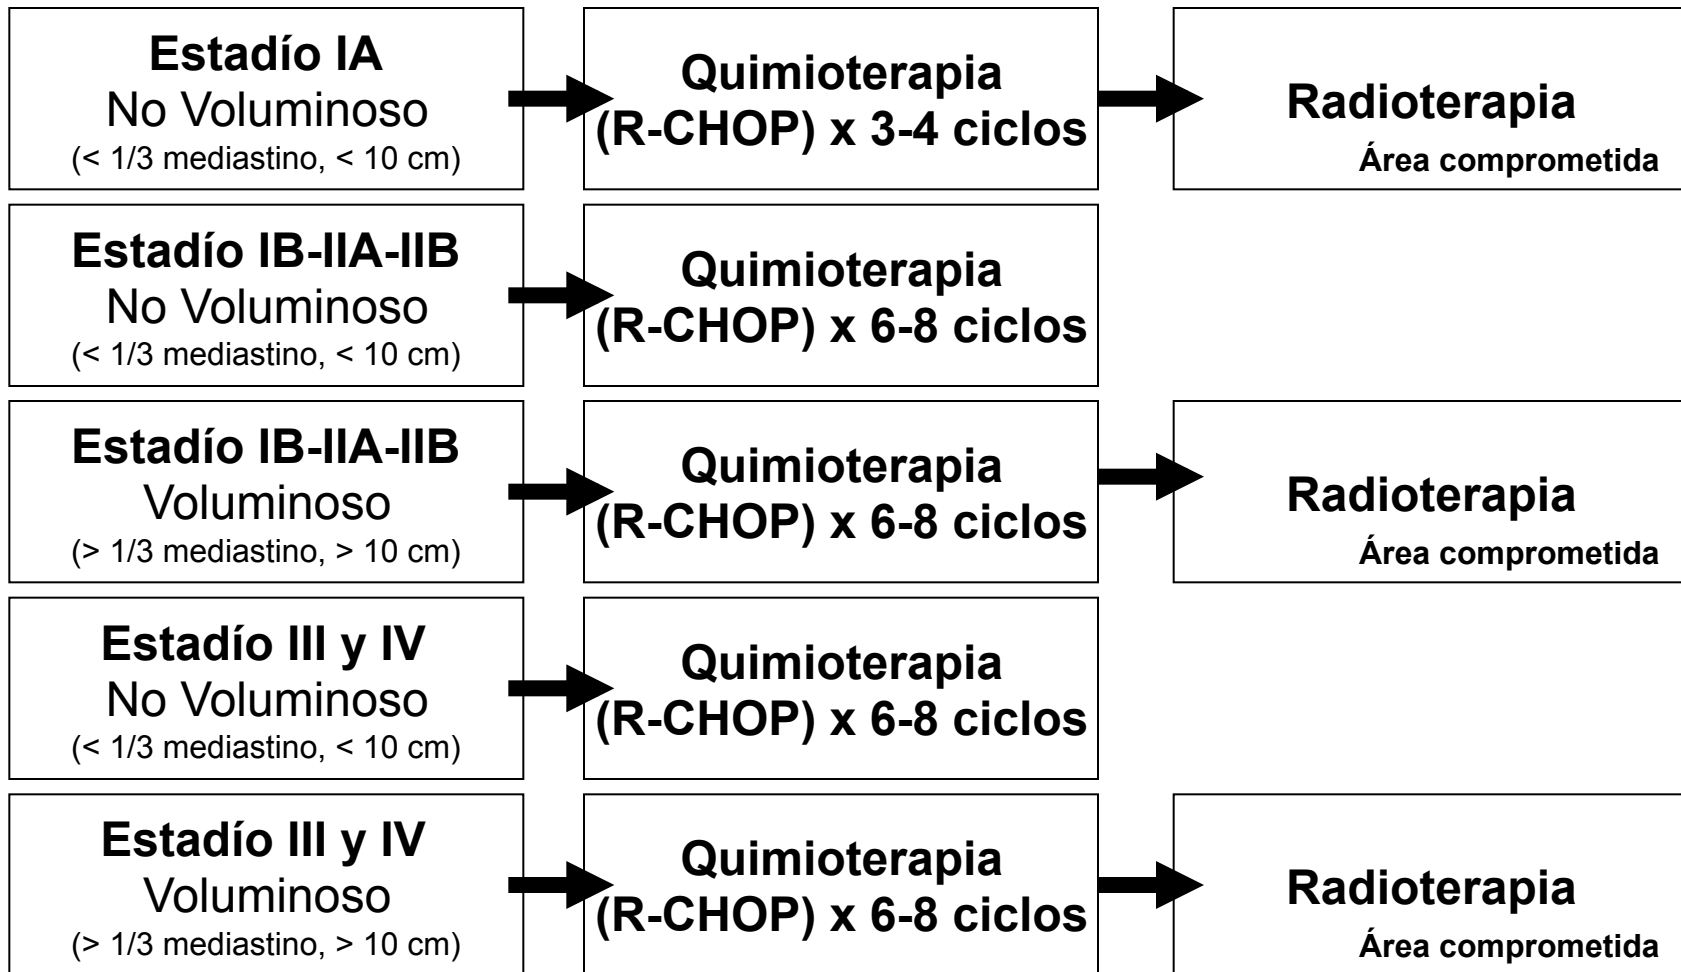 Estadío IA
No Voluminoso
(< 1/3 mediastino, < 10 cm)
Quimioterapia
(R-CHOP) x 3-4 ciclos
Radioterapia
Área comprometida
Estadío IB-IIA-IIB
No Voluminoso
(< 1/3 mediastino, < 10 cm)
Quimioterapia
(R-CHOP) x 6-8 ciclos
Estadío IB-IIA-IIB
Voluminoso
(> 1/3 mediastino, > 10 cm)
Quimioterapia
(R-CHOP) x 6-8 ciclos
Radioterapia
Área comprometida
Estadío III y IV
No Voluminoso
(< 1/3 mediastino, < 10 cm)
Quimioterapia
(R-CHOP) x 6-8 ciclos
Estadío III y IV
Voluminoso
(> 1/3 mediastino, > 10 cm)
Quimioterapia
(R-CHOP) x 6-8 ciclos
Radioterapia
Área comprometida